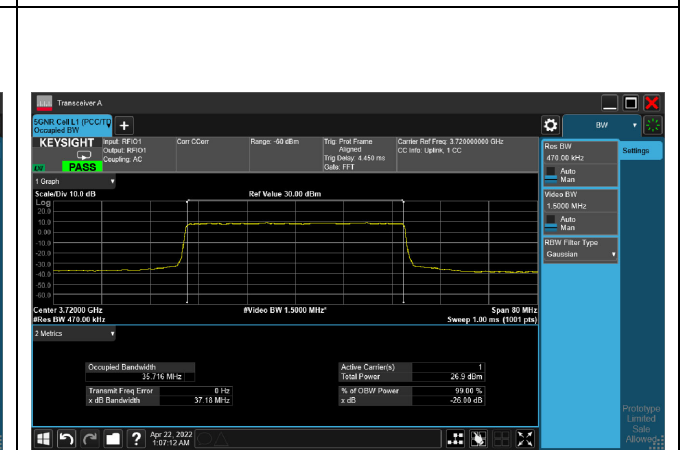 Transceiver A
5GNR Cell L1 (PCC/TD
Occupied BW
+
BW
KEYSIGHT
PASS
Input: RFIO1
Output: RFIO1
Coupling: AC
Corr CCorr
Range: -60 dBm
Trig: Prot Frame
Aligned
Trig Delay: 4.450 ms
Gate: FFT
Carrier Ref Freq: 3.720000000 GHz
CC Info: Uplink, 1 CC
Res BW
470.00 kHz
Auto
Man
Settings
Video BW
1.5000 MHz
Auto
Man
RBW Filter Type
Gaussian
1 Graph
Scale/Div 10.0 dB
Ref Value 30.00 dBm
Log
20.0
10.0
0.00
-10.0
-20.0
-30.0
-40.0
-50.0
-60.0
Center 3.72000 GHz
#Video BW 1.5000 MHz*
Span 80 MHz
#Res BW 470.00 kHz
Sweep 1.00 ms (1001 pts)
2 Metrics
Occupied Bandwidth
35.716 MHz
Active Carrier(s) 1
Total Power 26.9 dBm
Transmit Freq Error 0 Hz
% of OBW Power 99.00 %
x dB Bandwidth 37.18 MHz
x dB -26.00 dB
Prototype
Limited
Sale
Allowed
?
Apr 22, 2022
1:07:12 AM